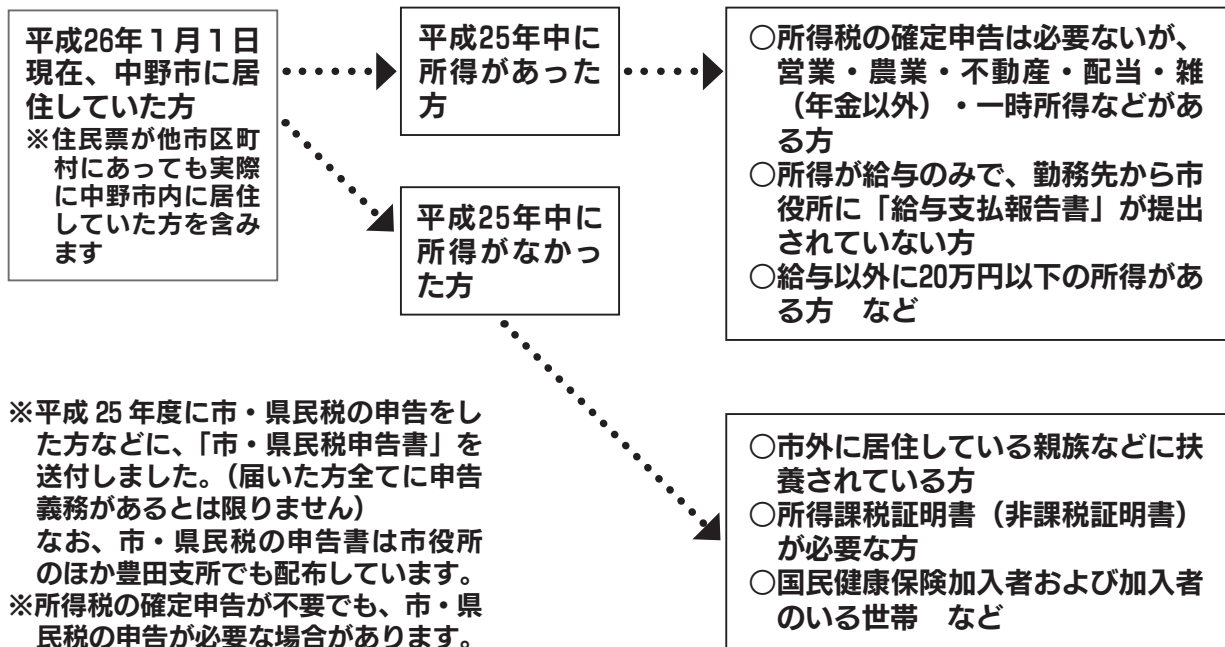 平成26年1月1日
現在、中野市に居
住していた方
※住民票が他市区町
村にあっても実際
に中野市内に居住
していた方を含み
ます
平成25年中に
所得があった
方
○所得税の確定申告は必要ないが、
営業・農業・不動産・配当・雑
（年金以外）・一時所得などがあ
る方
○所得が給与のみで、勤務先から市
役所に「給与支払報告書」が提出
されていない方
○給与以外に20万円以下の所得があ
る方　など
平成25年中に
所得がなかっ
た方
○市外に居住している親族などに扶
養されている方
○所得課税証明書（非課税証明書）
が必要な方
○国民健康保険加入者および加入者
のいる世帯　など
※平成 25 年度に市・県民税の申告をし
た方などに、「市・県民税申告書」を
送付しました。（届いた方全てに申告
義務があるとは限りません）
なお、市・県民税の申告書は市役所
のほか豊田支所でも配布しています。
※所得税の確定申告が不要でも、市・県
民税の申告が必要な場合があります。